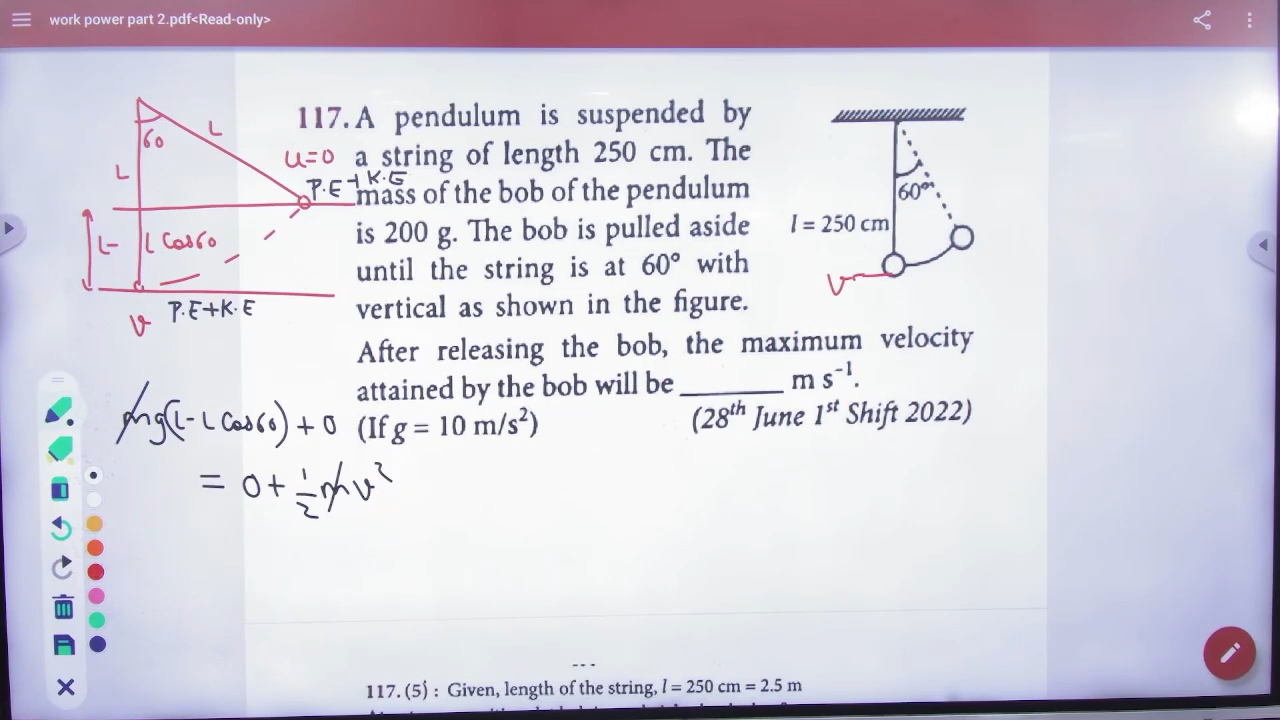 work power part 2.pdf<Read-only>
117. A pendulum is suspended by
a string of length 250 cm. The
mass of the bob of the pendulum
is 200 g. The bob is pulled aside
until the string is at 60° with
vertical as shown in the figure.
After releasing the bob, the maximum velocity
attained by the bob will be ______ m s⁻¹.
(If g = 10 m/s²) (28th June 1st Shift 2022)
60°
l = 250 cm
v
60
L
L
u=0
P.E+K.E
L- L Cos60
v
P.E+K.E
mg(L-L Cos60)+0
= 0+ 1/2 mv²
---
117. (5) : Given, length of the string, l = 250 cm = 2.5 m